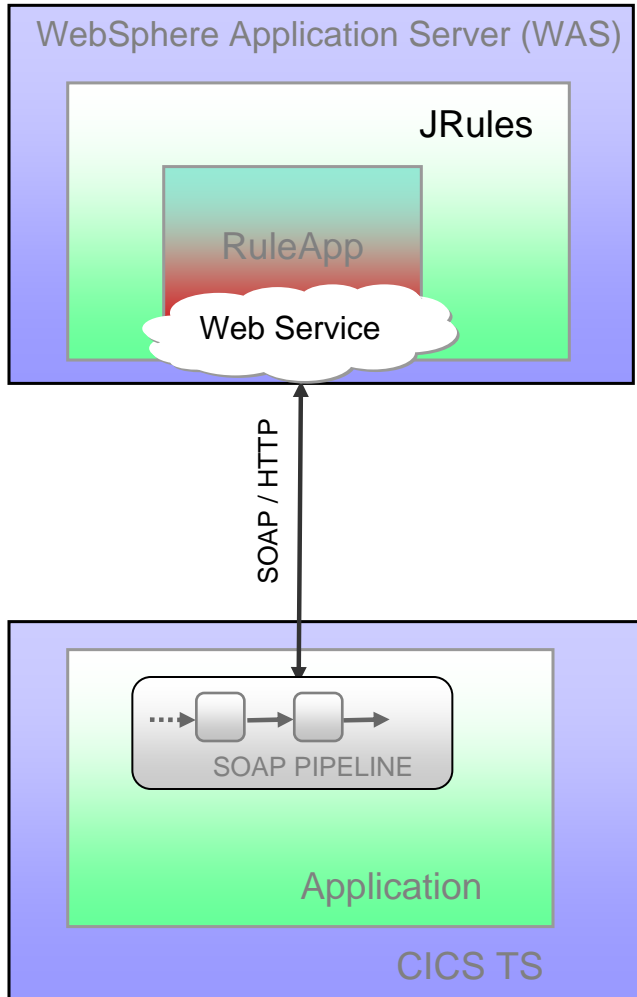 WebSphere Application Server (WAS)
JRules
RuleApp
Web Service
SOAP / HTTP
SOAP PIPELINE
Application
CICS TS